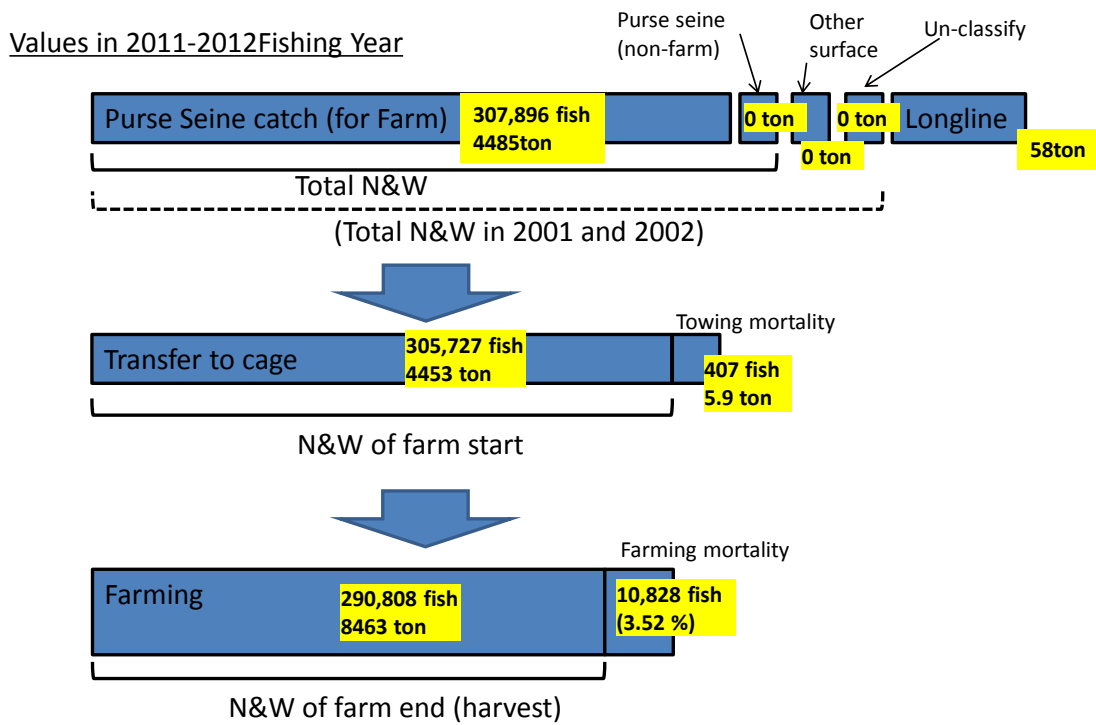 Values in 2011-2012Fishing Year
Purse seine
(non-farm)
Other
surface
Un-classify
Purse Seine catch (for Farm)
307,896 fish
4485ton
0 ton
0 ton
0 ton
Longline
58ton
Total N&W
(Total N&W in 2001 and 2002)
Towing mortality
Transfer to cage
305,727 fish
4453 ton
407 fish
5.9 ton
N&W of farm start
Farming mortality
Farming
290,808 fish
8463 ton
10,828 fish
(3.52 %)
N&W of farm end (harvest)